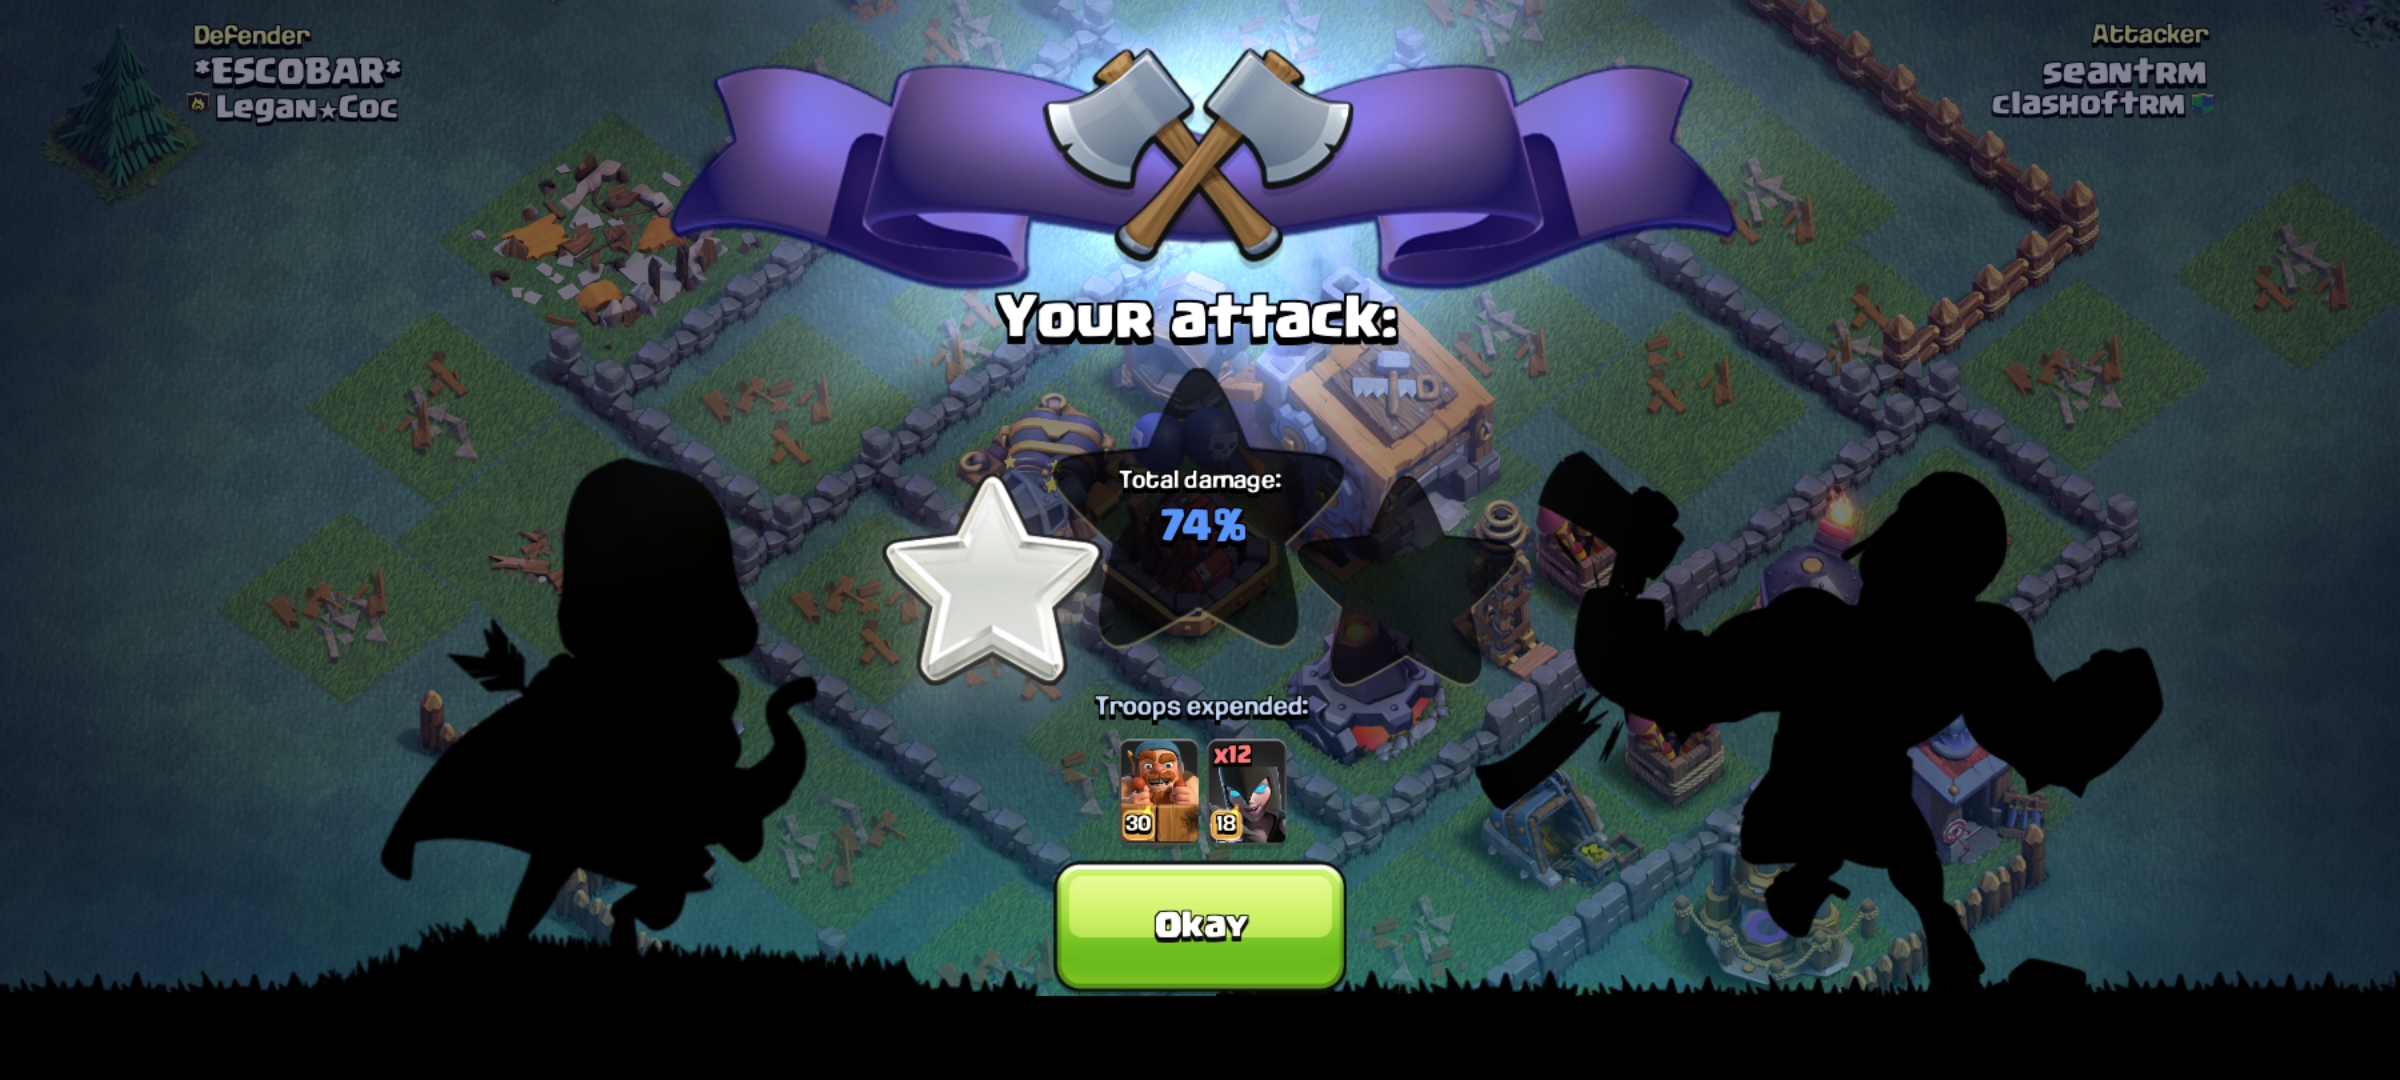 Defender
*ESCOBAR*
Legan★Coc
Attacker
seantRM
clashoftRM
Your attack:
Total damage:
74%
Troops expended:
x12
30
18
Okay